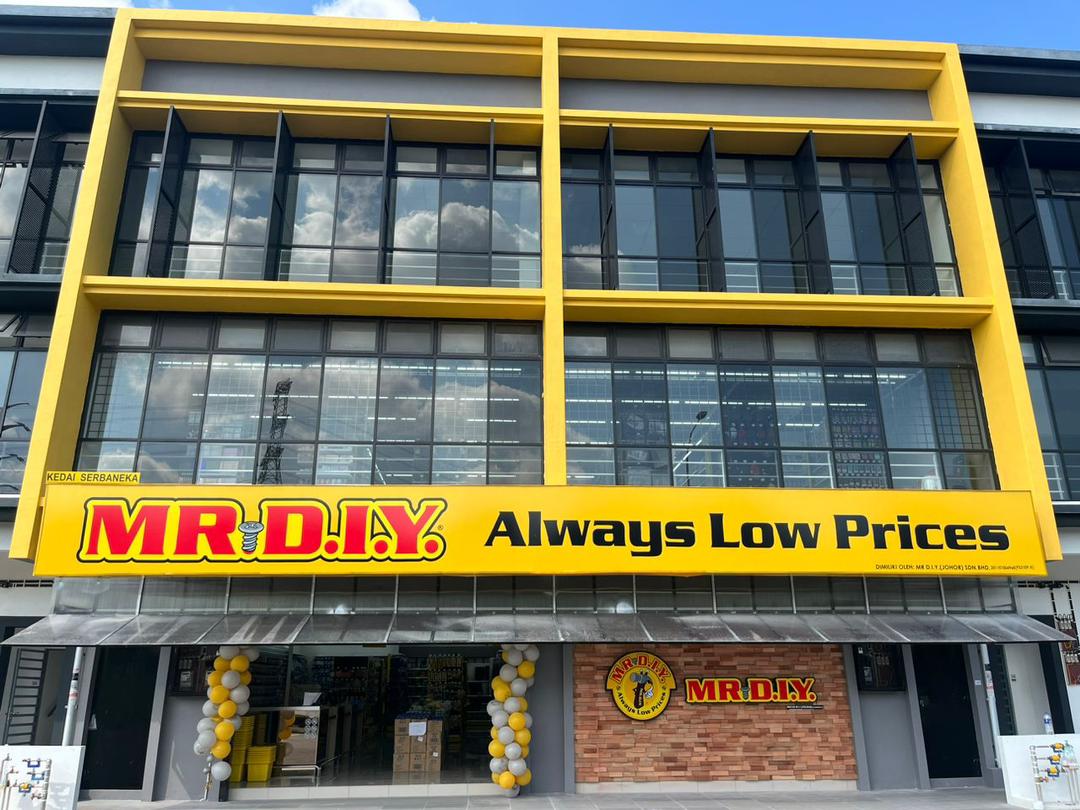 KEDAI SERBANEKA
MR D.I.Y.®
Always Low Prices
DIMILIKI OLEH: MR D.I.Y.(JOHOR) SDN.BHD.
MR D.I.Y.
Always Low Prices
MR D.I.Y.